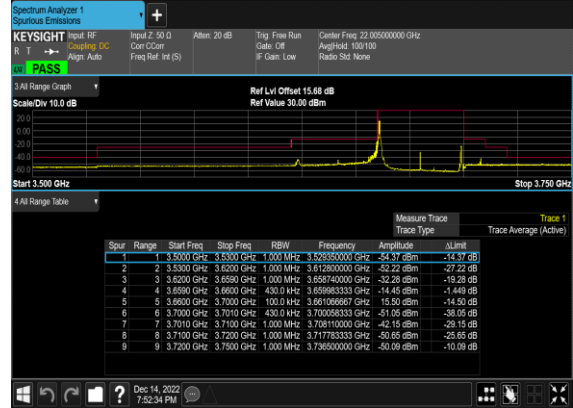 Spectrum Analyzer 1
Spurious Emissions
KEYSIGHT Input: RF Input Z: 50 Ω Atten: 20 dB Trig: Free Run Center Freq: 22.005000000 GHz
R T Coupling: DC Corr CCorr Gate: Off Avg|Hold: 100/100
Align: Auto Freq Ref: Int (S) IF Gain: Low Radio Std: None
PASS
3 All Range Graph Ref Lvl Offset 15.68 dB
Scale/Div 10.0 dB Ref Value 30.00 dBm
20.0
0.00
-20.0
-40.0
-60.0
Start 3.500 GHz Stop 3.750 GHz
4 All Range Table
Measure Trace Trace 1
Trace Type Trace Average (Active)
Spur Range Start Freq Stop Freq RBW Frequency Amplitude ΔLimit
1 1 3.5000 GHz 3.5300 GHz 1.000 MHz 3.529350000 GHz -54.37 dBm -14.37 dB
2 2 3.5300 GHz 3.6200 GHz 1.000 MHz 3.612800000 GHz -52.22 dBm -27.22 dB
3 3 3.6200 GHz 3.6590 GHz 1.000 MHz 3.658740000 GHz -32.28 dBm -19.28 dB
4 4 3.6590 GHz 3.6600 GHz 430.0 kHz 3.659983333 GHz -14.45 dBm -1.449 dB
5 5 3.6600 GHz 3.7000 GHz 100.0 kHz 3.661066667 GHz 15.50 dBm -14.50 dB
6 6 3.7000 GHz 3.7010 GHz 430.0 kHz 3.700058333 GHz -51.05 dBm -38.05 dB
7 7 3.7010 GHz 3.7100 GHz 1.000 MHz 3.708110000 GHz -42.15 dBm -29.15 dB
8 8 3.7100 GHz 3.7200 GHz 1.000 MHz 3.717783333 GHz -50.65 dBm -25.65 dB
9 9 3.7200 GHz 3.7500 GHz 1.000 MHz 3.736500000 GHz -50.09 dBm -10.09 dB
Dec 14, 2022
7:52:34 PM